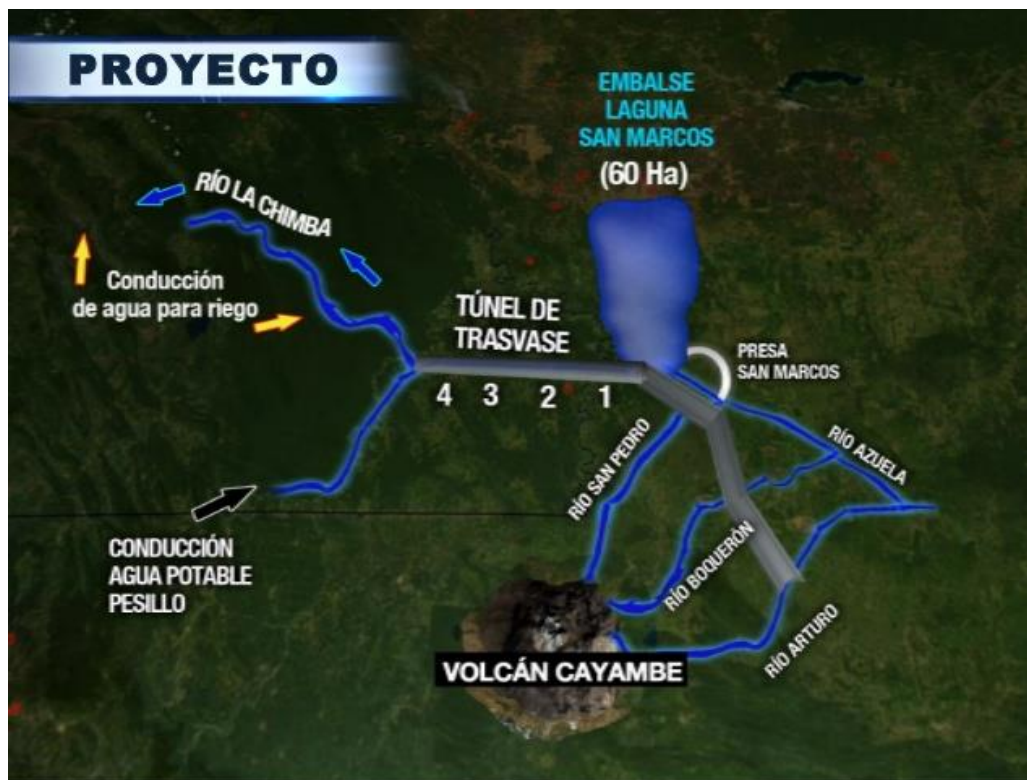 PROYECTO
EMBALSE
LAGUNA
SAN MARCOS
(60 Ha)
RÍO LA CHIMBA
Conducción
de agua para riego
TÚNEL DE
TRASVASE
4 3 2 1
PRESA
SAN MARCOS
RÍO SAN PEDRO
RÍO AZUELA
RÍO BOQUERÓN
RÍO ARTURO
CONDUCCIÓN
AGUA POTABLE
PESILLO
VOLCÁN CAYAMBE